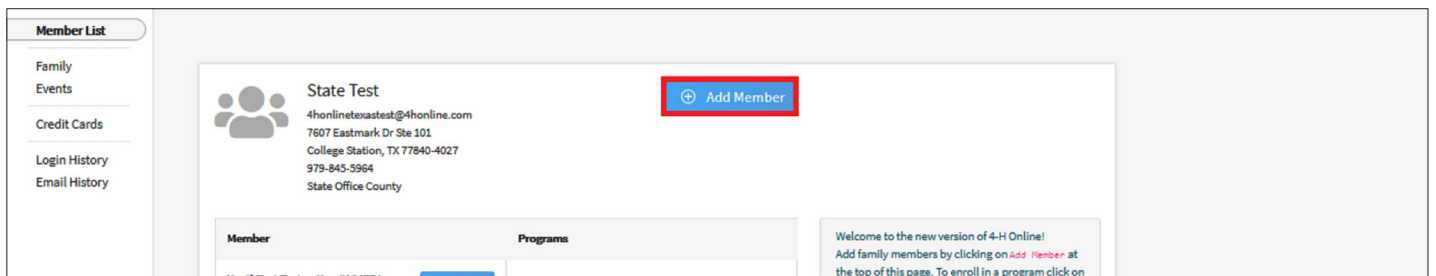 Member List
Family
Events
Credit Cards
Login History
Email History
State Test
4honlinetexastest@4honline.com
7607 Eastmark Dr Ste 101
College Station, TX 77840-4027
979-845-5964
State Office County
Add Member
Member
Programs
Welcome to the new version of 4-H Online!
Add family members by clicking on Add Member at
the top of this page. To enroll in a program click on